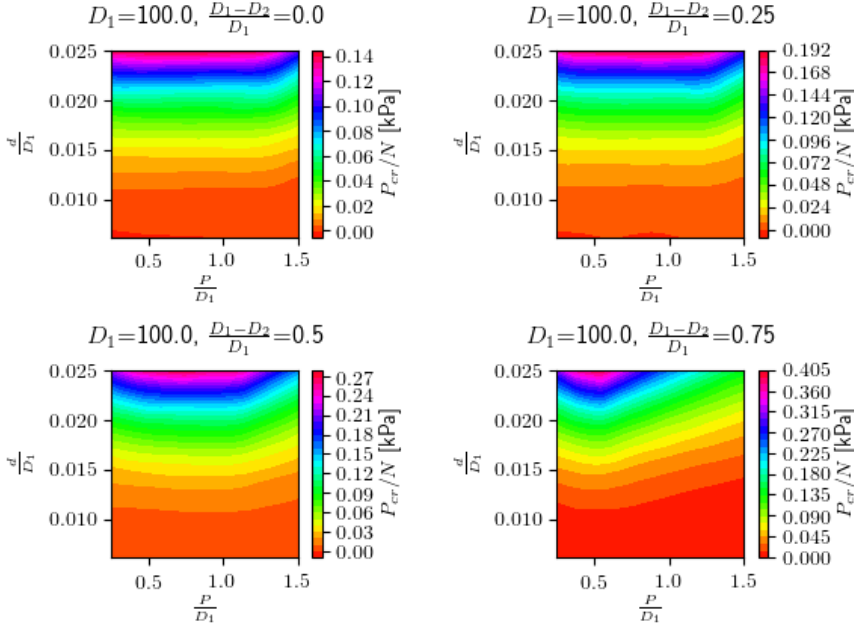 D₁=100.0, (D₁−D₂)/D₁=0.0
D₁=100.0, (D₁−D₂)/D₁=0.25
0.025
0.020
0.015
0.010
d/D₁
0.5 1.0 1.5
P/D₁
0.14
0.12
0.10
0.08
0.06
0.04
0.02
0.00
P_cr/N [kPa]
0.025
0.020
0.015
0.010
d/D₁
0.5 1.0 1.5
P/D₁
0.192
0.168
0.144
0.120
0.096
0.072
0.048
0.024
0.000
P_cr/N [kPa]
D₁=100.0, (D₁−D₂)/D₁=0.5
D₁=100.0, (D₁−D₂)/D₁=0.75
0.025
0.020
0.015
0.010
d/D₁
0.5 1.0 1.5
P/D₁
0.27
0.24
0.21
0.18
0.15
0.12
0.09
0.06
0.03
0.00
P_cr/N [kPa]
0.025
0.020
0.015
0.010
d/D₁
0.5 1.0 1.5
P/D₁
0.405
0.360
0.315
0.270
0.225
0.180
0.135
0.090
0.045
0.000
P_cr/N [kPa]